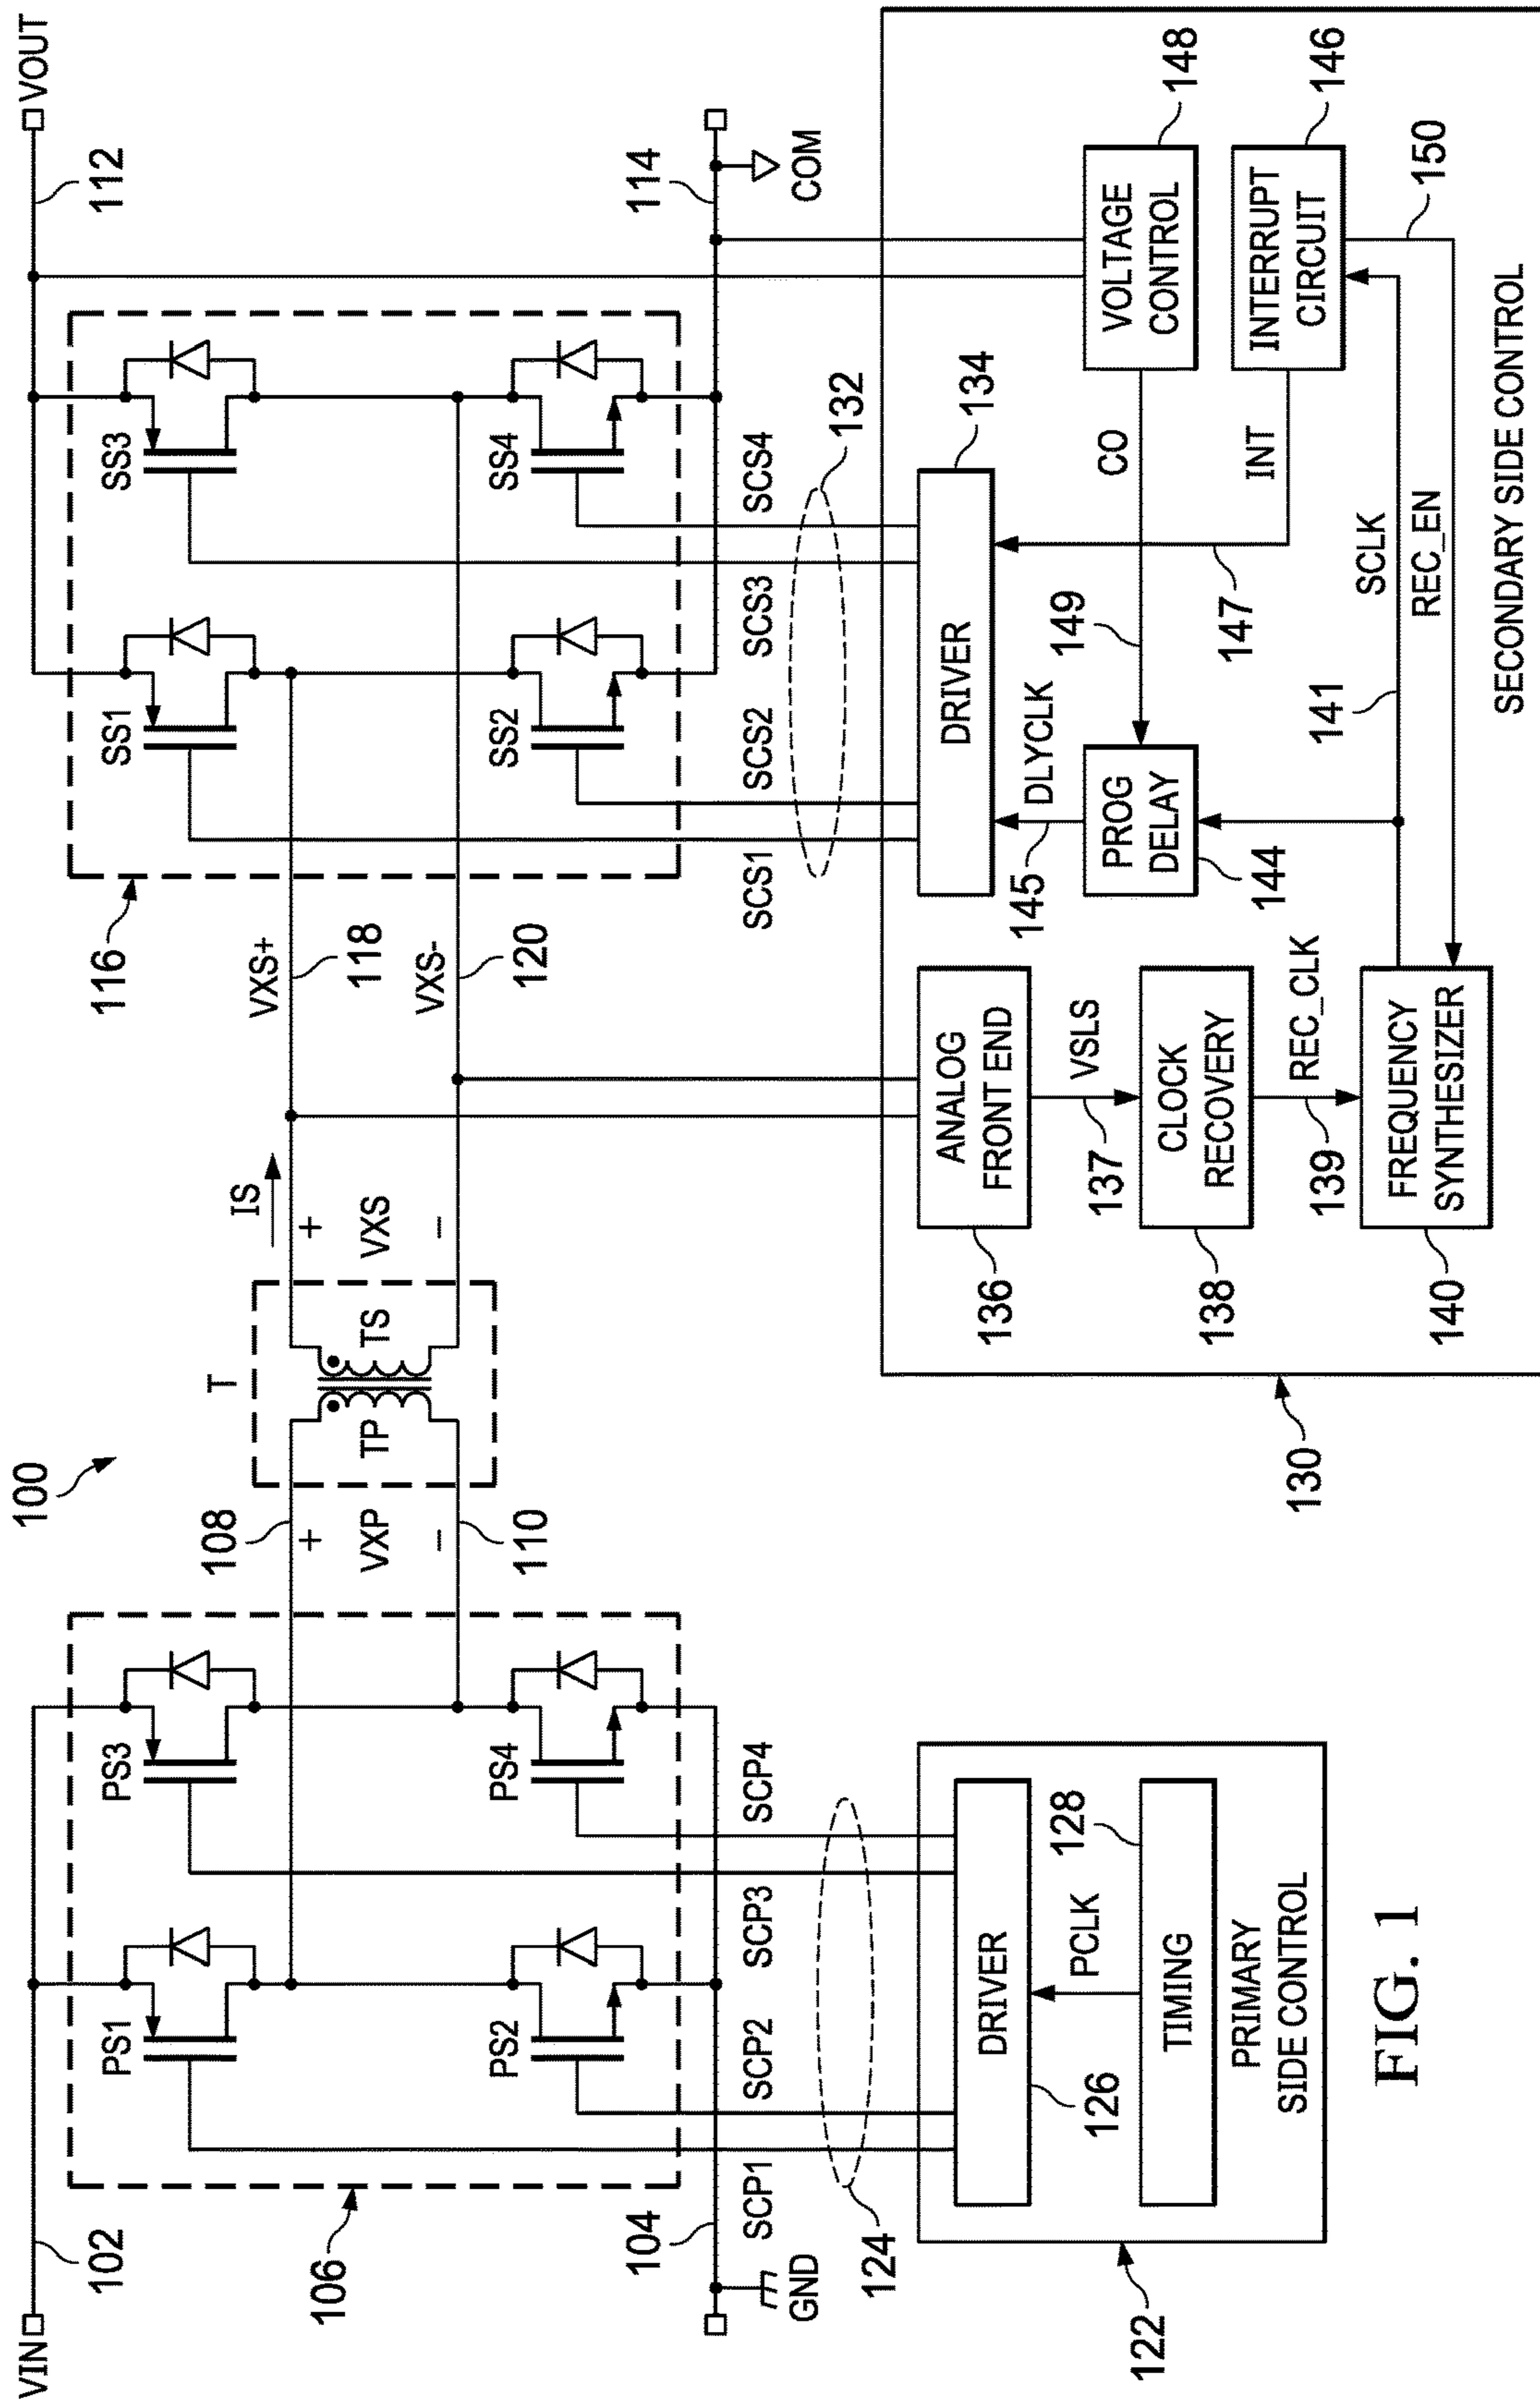 100
VIN
102
106
PS1
PS3
PS2
PS4
108
+
VXP
−
110
T
TP
TS
IS
+
VXS
−
VXS+
118
VXS-
120
116
SS1
SS3
SS2
SS4
VOUT
112
114
COM
104
GND
SCP1
SCP2
SCP3
SCP4
124
DRIVER
126
PCLK
128
TIMING
PRIMARY
SIDE CONTROL
122
SCS1
SCS2
SCS3
SCS4
132
DRIVER
134
ANALOG
FRONT END
136
VSLS
137
CLOCK
RECOVERY
138
REC_CLK
139
FREQUENCY
SYNTHESIZER
140
DLYCLK
145
PROG
DELAY
144
149
CO
VOLTAGE
CONTROL
148
147
INT
INTERRUPT
CIRCUIT
146
141
SCLK
REC_EN
150
SECONDARY SIDE CONTROL
130
FIG. 1